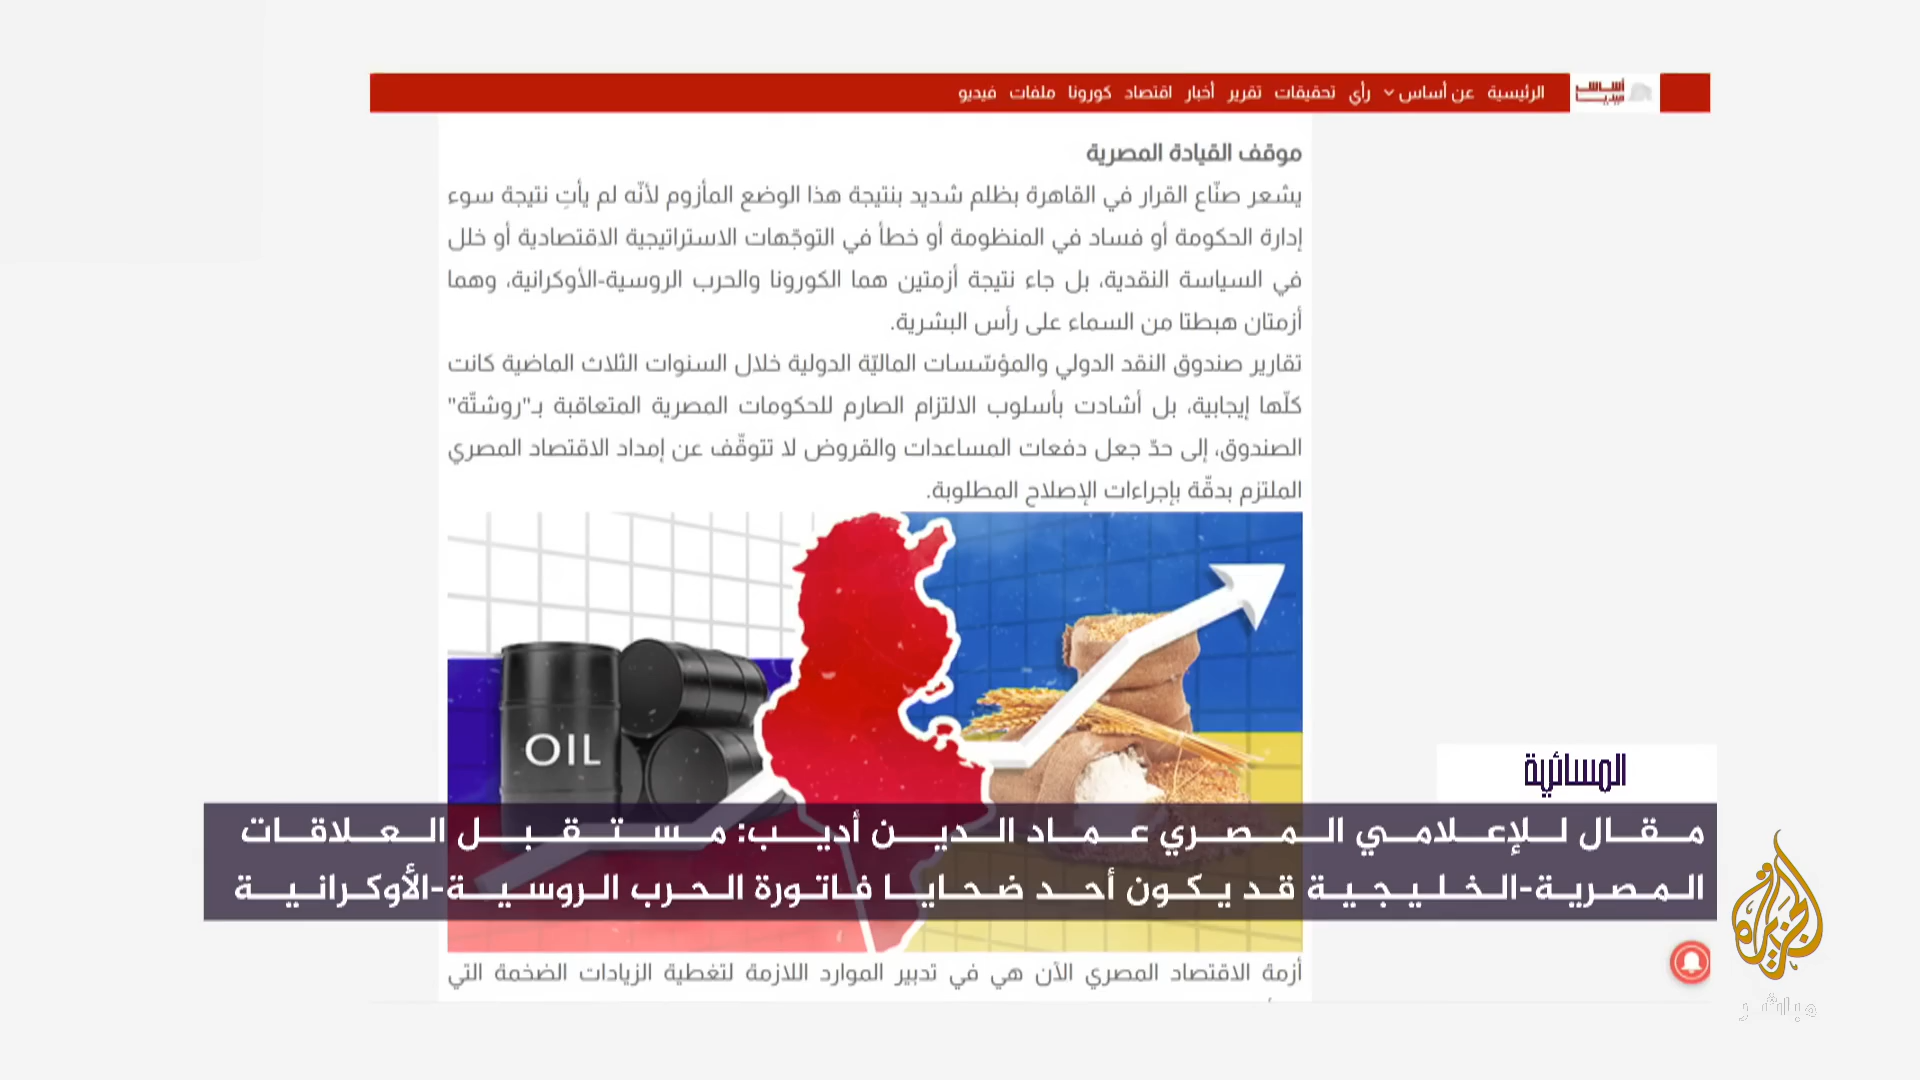 الرئيسية عن أساس رأي تحقيقات تقرير أخبار اقتصاد كورونا ملفات فيديو
أساس ميديا
موقف القيادة المصرية
يشعر صنّاع القرار في القاهرة بظلم شديد بنتيجة هذا الوضع المأزوم لأنّه لم يأتِ نتيجة سوء
إدارة الحكومة أو فساد في المنظومة أو خطأ في التوجّهات الاستراتيجية الاقتصادية أو خلل
في السياسة النقدية، بل جاء نتيجة أزمتين هما الكورونا والحرب الروسية-الأوكرانية، وهما
أزمتان هبطتا من السماء على رأس البشرية.
تقارير صندوق النقد الدولي والمؤسّسات الماليّة الدولية خلال السنوات الثلاث الماضية كانت
كلّها إيجابية، بل أشادت بأسلوب الالتزام الصارم للحكومات المصرية المتعاقبة بـ"روشتّة"
الصندوق، إلى حدّ جعل دفعات المساعدات والقروض لا تتوقّف عن إمداد الاقتصاد المصري
الملتزم بدقّة بإجراءات الإصلاح المطلوبة.
OIL
المسائية
مقال للإعلامي المصري عماد الدين أديب: مستقبل العلاقات
المصرية-الخليجية قد يكون أحد ضحايا فاتورة الحرب الروسية-الأوكرانية
أزمة الاقتصاد المصري الآن هي في تدبير الموارد اللازمة لتغطية الزيادات الضخمة التي
الجزيرة
مباشر